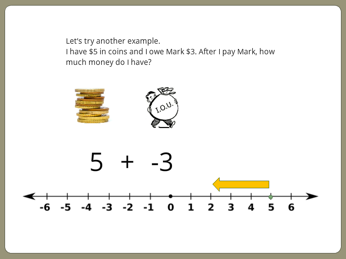 Let's try another example.
I have $5 in coins and I owe Mark $3. After I pay Mark, how
much money do I have?
I.O.U.
5 + -3
-6 -5 -4 -3 -2 -1 0 1 2 3 4 5 6